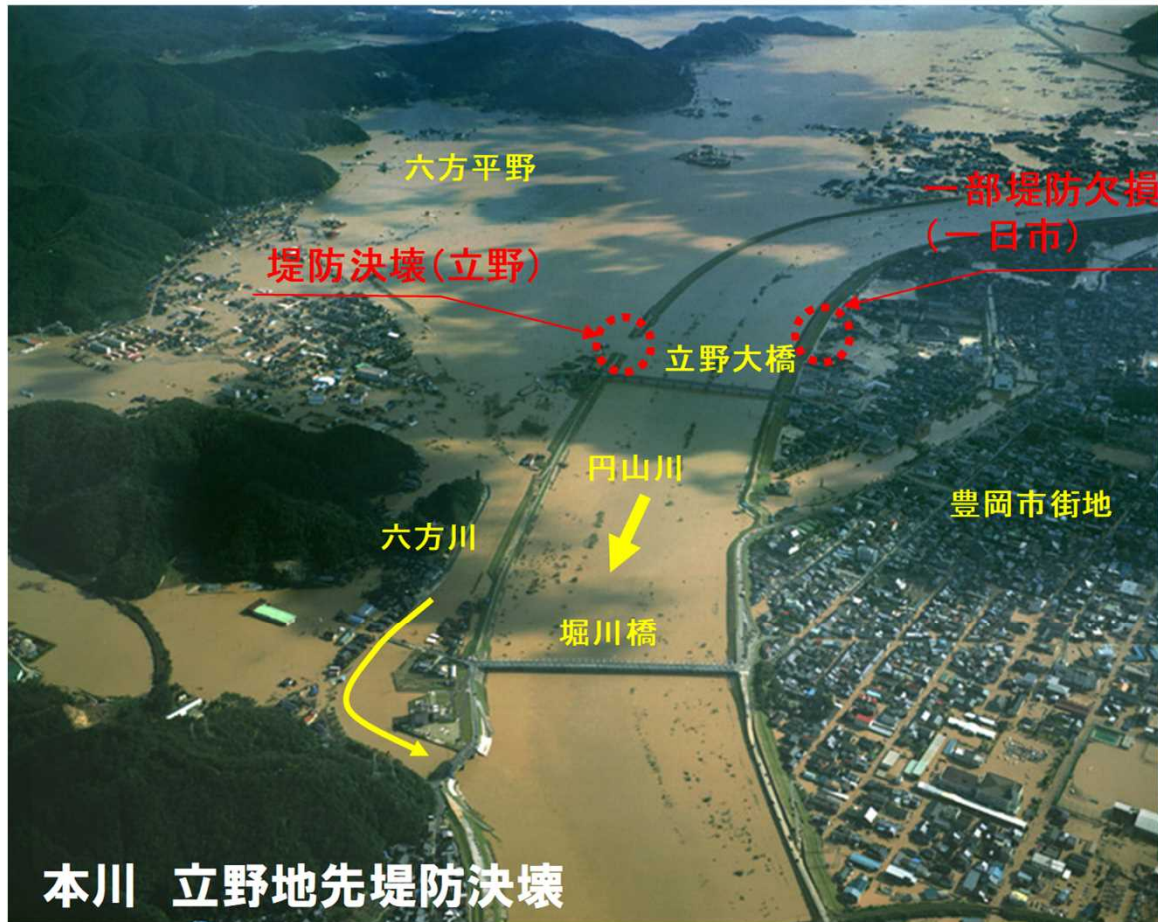 六方平野
一部堤防欠損
(一日市)
堤防決壊(立野)
立野大橋
円山川
豊岡市街地
六方川
堀川橋
本川　立野地先堤防決壊